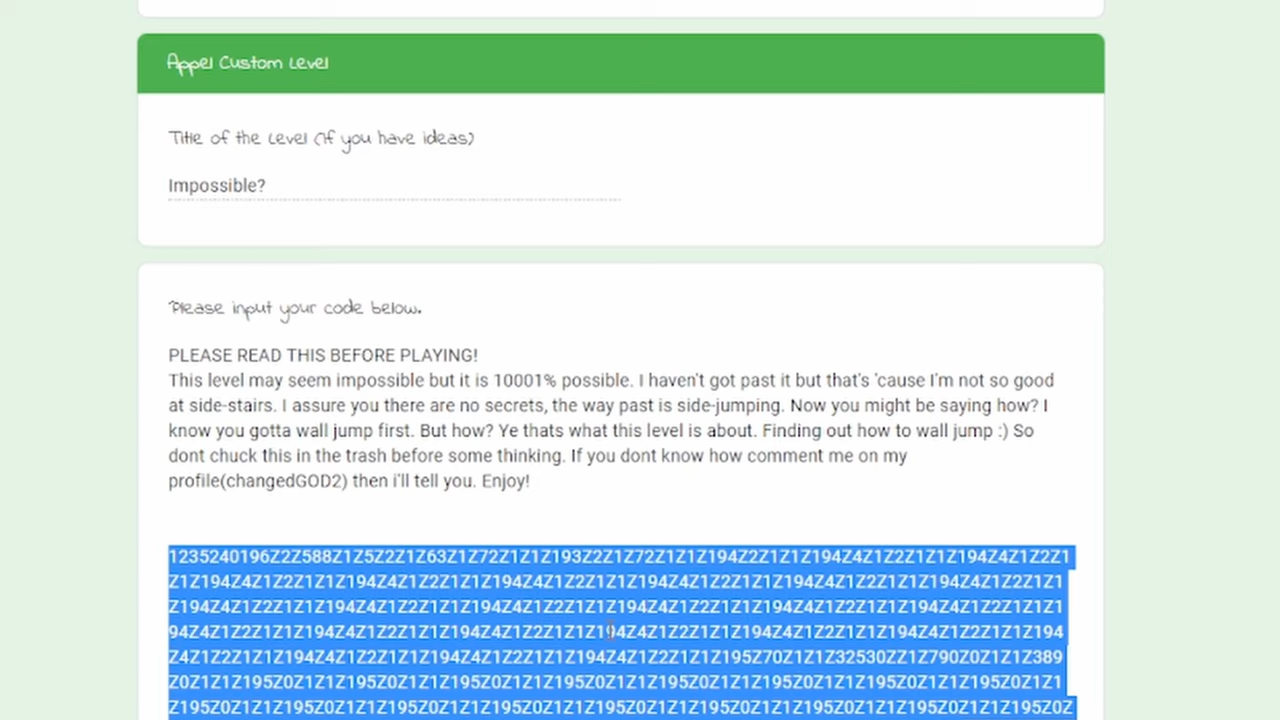 Appel Custom Level
Title of the Level (If you have ideas)
Impossible?
Please input your code below.
PLEASE READ THIS BEFORE PLAYING!
This level may seem impossible but it is 10001% possible. I haven't got past it but that's 'cause I'm not so good
at side-stairs. I assure you there are no secrets, the way past is side-jumping. Now you might be saying how? I
know you gotta wall jump first. But how? Ye thats what this level is about. Finding out how to wall jump :) So
dont chuck this in the trash before some thinking. If you dont know how comment me on my
profile(changedGOD2) then i'll tell you. Enjoy!
1235240196Z2Z588Z1Z5Z2Z1Z63Z1Z72Z1Z1Z193Z2Z1Z72Z1Z1Z194Z2Z1Z1Z194Z4Z1Z2Z1Z1Z194Z4Z1Z2Z1
Z1Z194Z4Z1Z2Z1Z1Z194Z4Z1Z2Z1Z1Z194Z4Z1Z2Z1Z1Z194Z4Z1Z2Z1Z1Z194Z4Z1Z2Z1Z1Z194Z4Z1Z2Z1Z1
Z194Z4Z1Z2Z1Z1Z194Z4Z1Z2Z1Z1Z194Z4Z1Z2Z1Z1Z194Z4Z1Z2Z1Z1Z194Z4Z1Z2Z1Z1Z194Z4Z1Z2Z1Z1Z1
94Z4Z1Z2Z1Z1Z194Z4Z1Z2Z1Z1Z194Z4Z1Z2Z1Z1Z194Z4Z1Z2Z1Z1Z194Z4Z1Z2Z1Z1Z194Z4Z1Z2Z1Z1Z194
Z4Z1Z2Z1Z1Z194Z4Z1Z2Z1Z1Z194Z4Z1Z2Z1Z1Z194Z4Z1Z2Z1Z1Z195Z70Z1Z1Z32530ZZ1Z790Z0Z1Z1Z389
Z0Z1Z1Z195Z0Z1Z1Z195Z0Z1Z1Z195Z0Z1Z1Z195Z0Z1Z1Z195Z0Z1Z1Z195Z0Z1Z1Z195Z0Z1Z1Z195Z0Z1Z1
Z195Z0Z1Z1Z195Z0Z1Z1Z195Z0Z1Z1Z195Z0Z1Z1Z195Z0Z1Z1Z195Z0Z1Z1Z195Z0Z1Z1Z195Z0Z1Z1Z195Z0Z